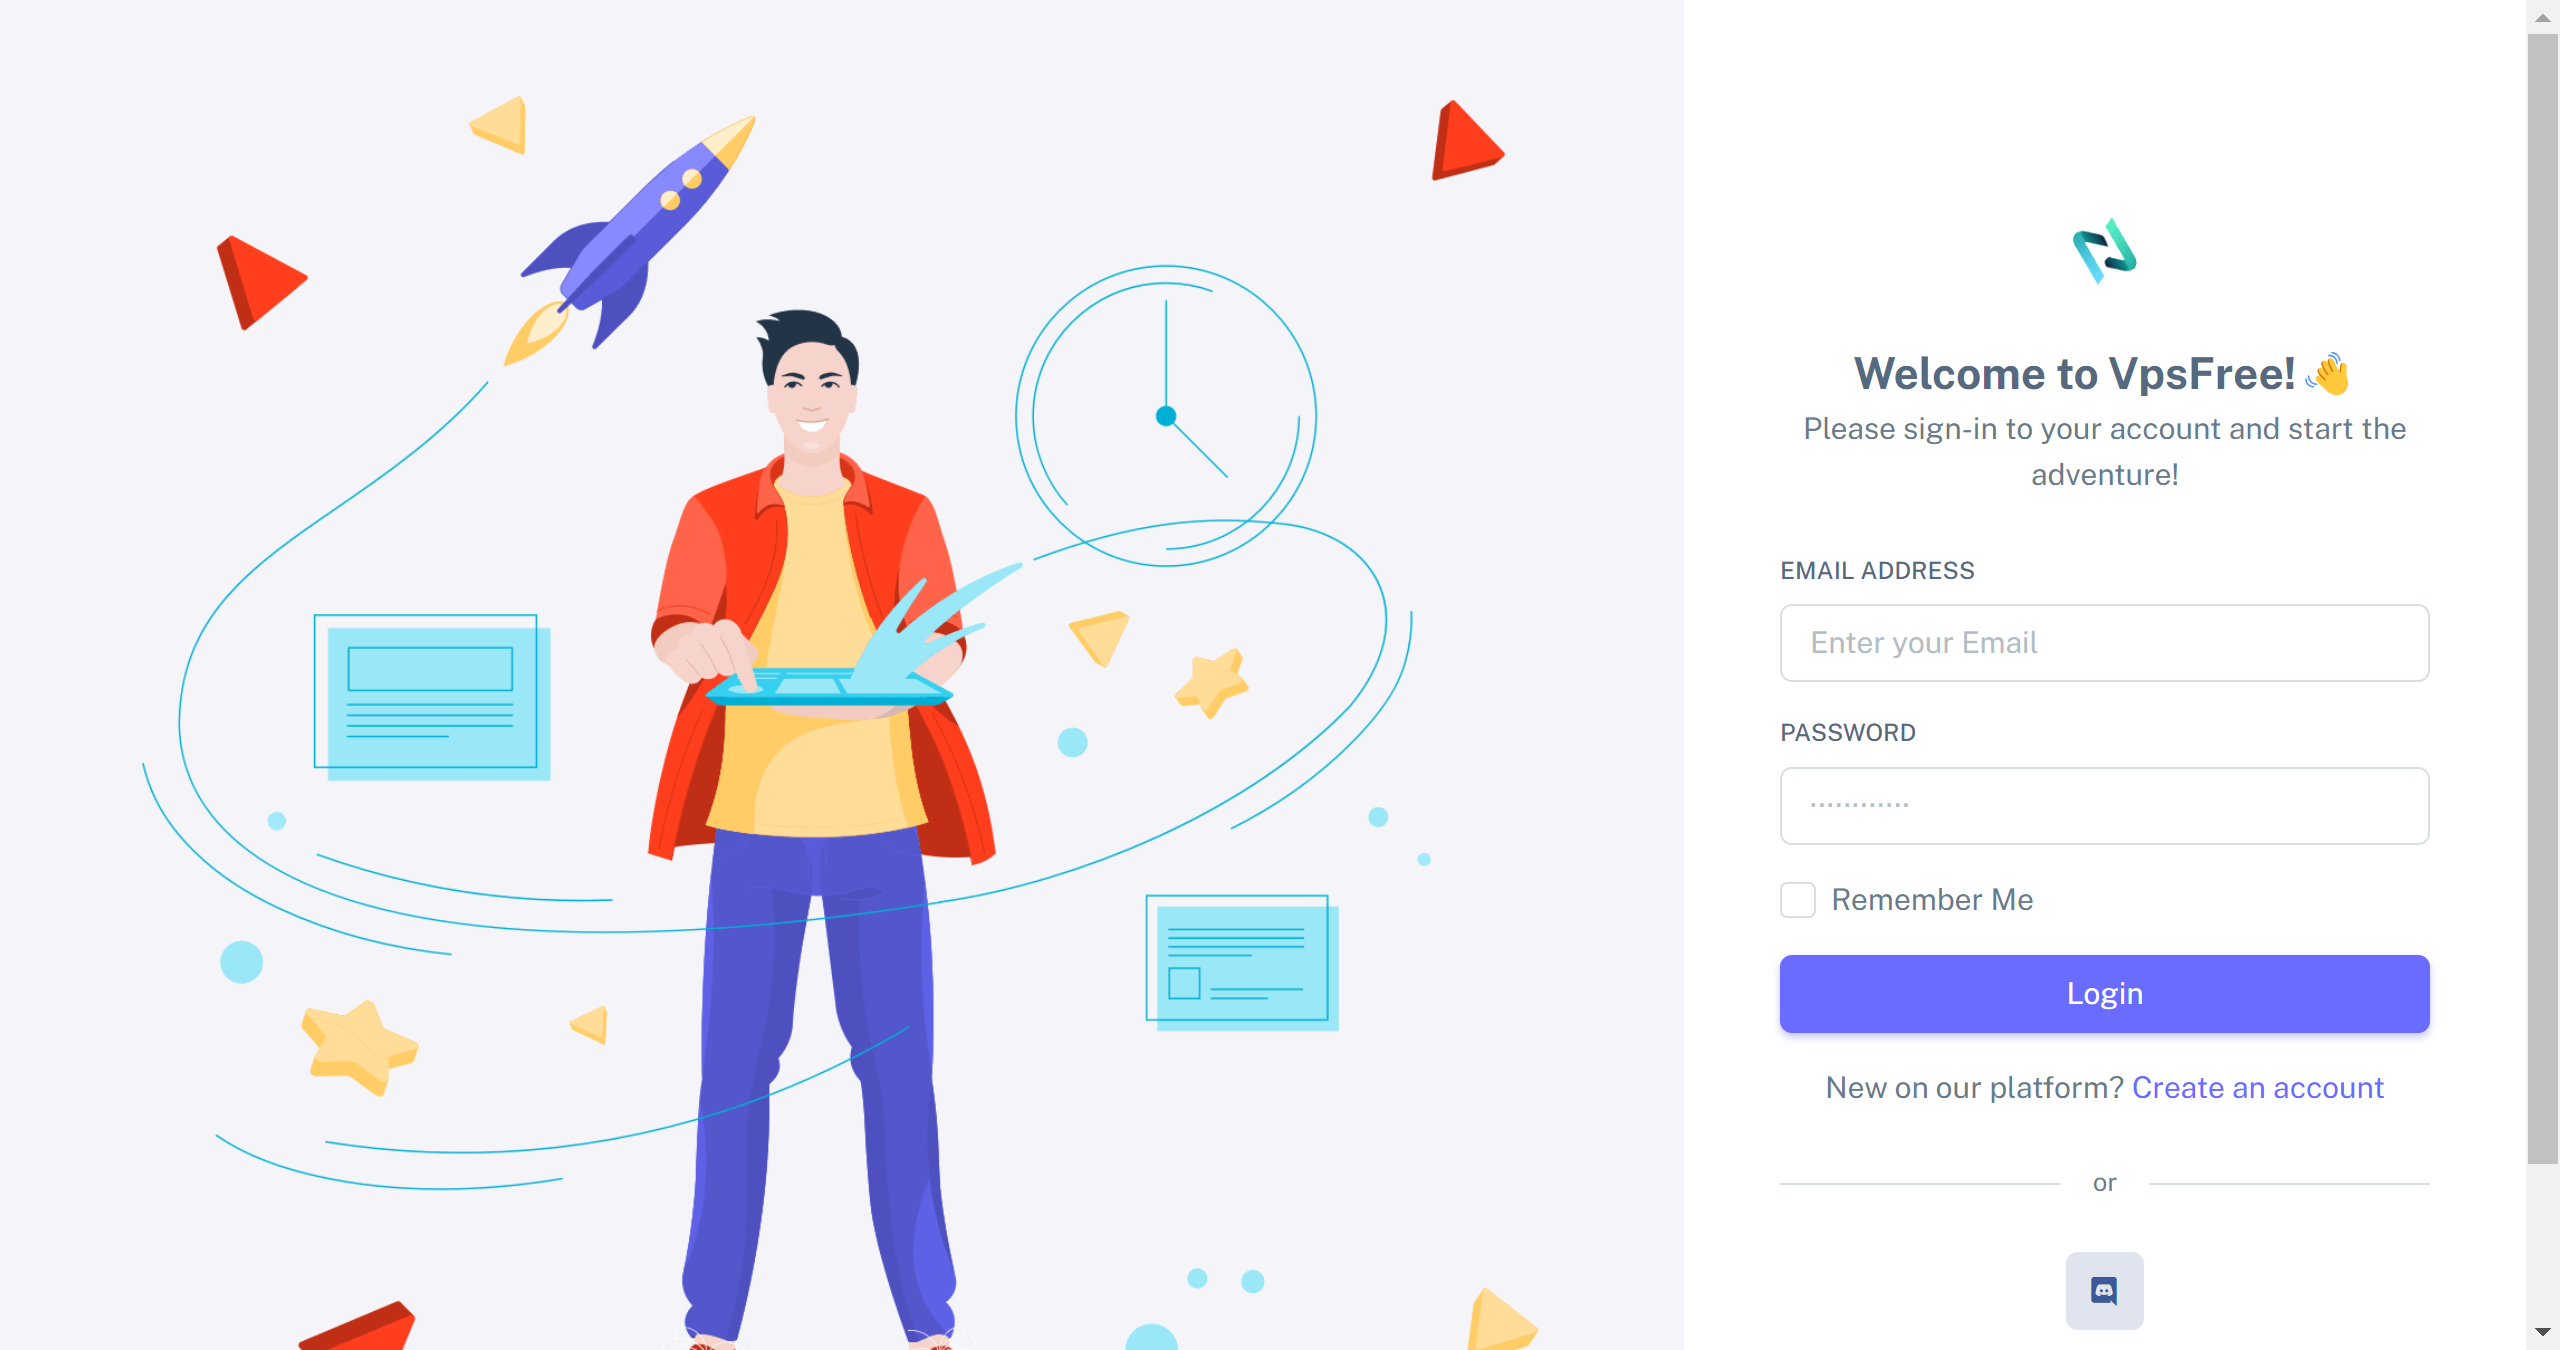 Welcome to VpsFree! 👋
Please sign-in to your account and start the
adventure!
EMAIL ADDRESS
Enter your Email
PASSWORD
············
Remember Me
Login
New on our platform? Create an account
or